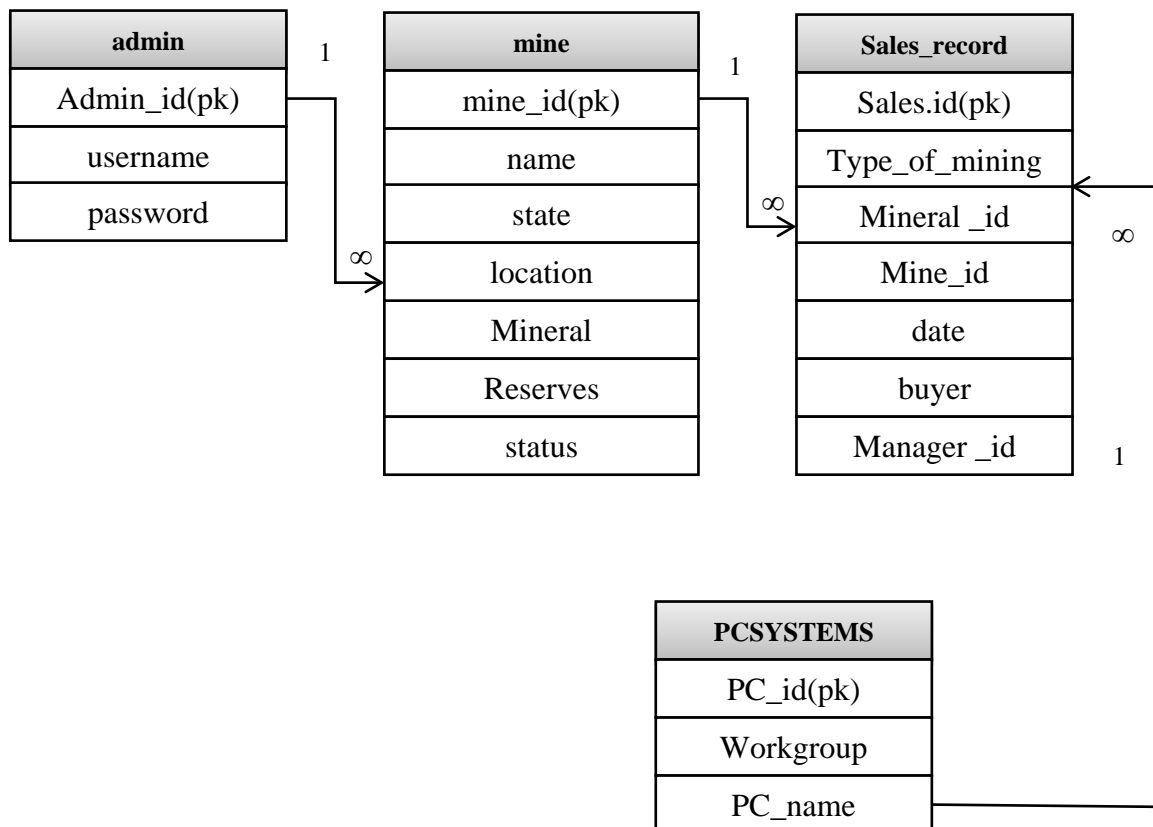 admin
Admin_id(pk)
username
password
1
∞
mine
mine_id(pk)
name
state
location
Mineral
Reserves
status
1
∞
Sales_record
Sales.id(pk)
Type_of_mining
Mineral _id
Mine_id
date
buyer
Manager _id
∞
1
PCSYSTEMS
PC_id(pk)
Workgroup
PC_name